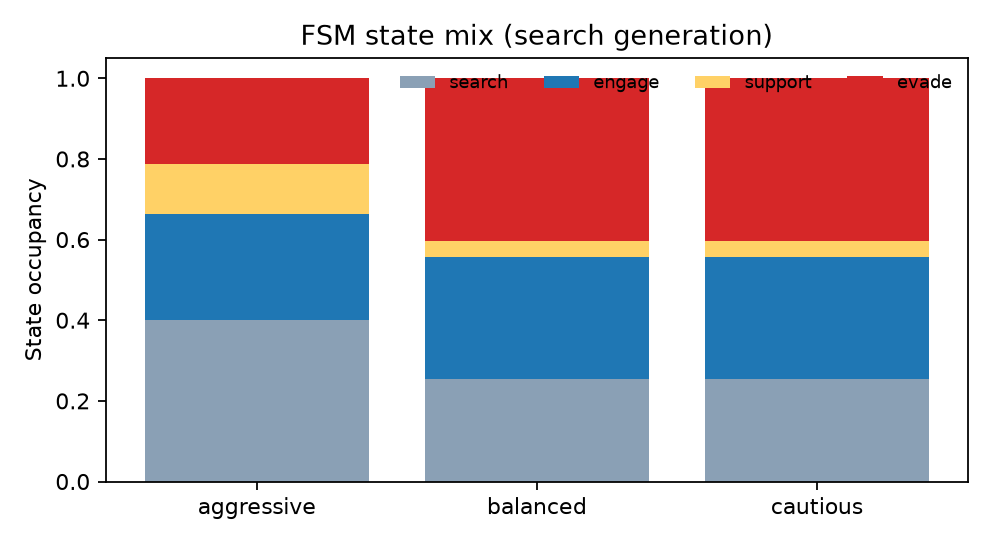 FSM state mix (search generation)
search engage support evade
1.0
0.8
0.6
0.4
0.2
0.0
State occupancy
aggressive balanced cautious